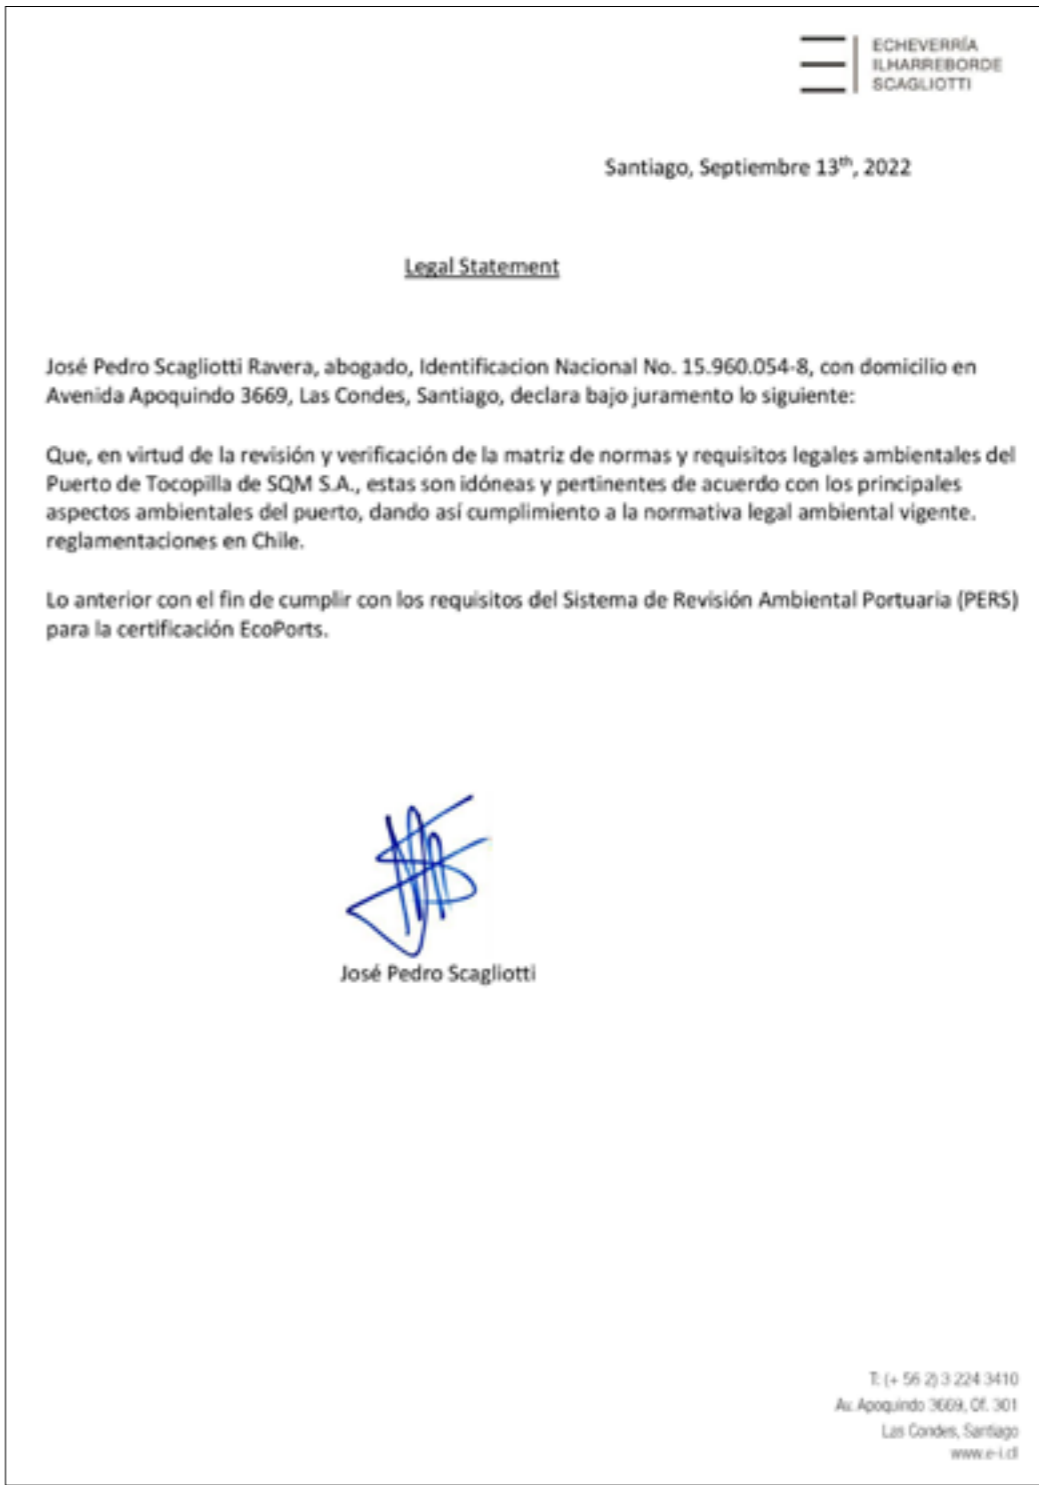 ECHEVERRÍA
ILHARREBORDE
SCAGLIOTTI
Santiago, Septiembre 13th, 2022
Legal Statement
José Pedro Scagliotti Ravera, abogado, Identificacion Nacional No. 15.960.054-8, con domicilio en
Avenida Apoquindo 3669, Las Condes, Santiago, declara bajo juramento lo siguiente:
Que, en virtud de la revisión y verificación de la matriz de normas y requisitos legales ambientales del
Puerto de Tocopilla de SQM S.A., estas son idóneas y pertinentes de acuerdo con los principales
aspectos ambientales del puerto, dando así cumplimiento a la normativa legal ambiental vigente.
reglamentaciones en Chile.
Lo anterior con el fin de cumplir con los requisitos del Sistema de Revisión Ambiental Portuaria (PERS)
para la certificación EcoPorts.
José Pedro Scagliotti
T: (+ 56 2) 3 224 3410
Av. Apoquindo 3669, Of. 301
Las Condes, Santiago
www.e-i.cl